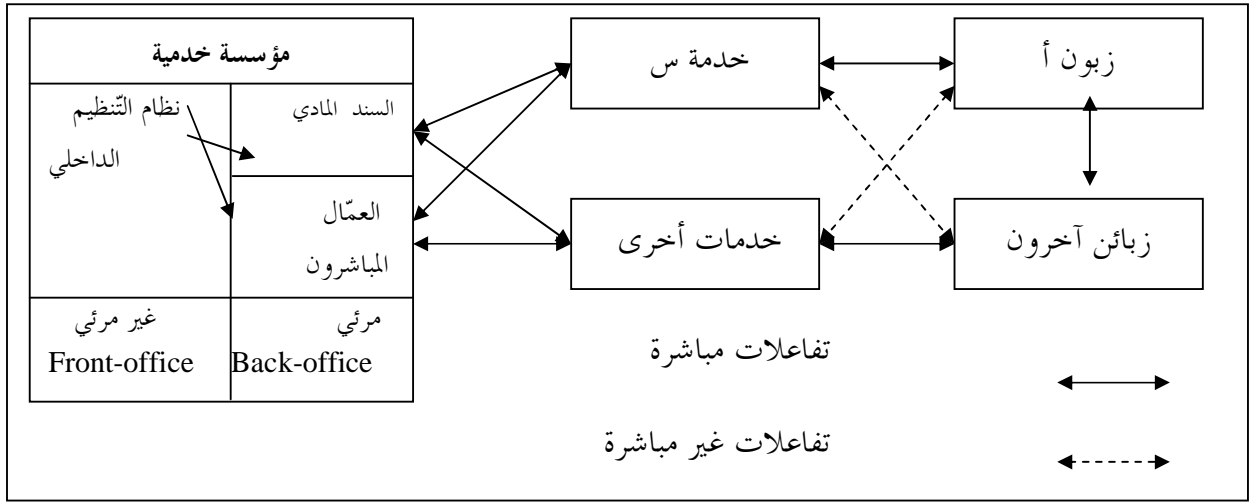 مؤسسة خدمية
السند المادي
نظام التّنظيم
الداخلي
العمّال
المباشرون
مرئي
غير مرئي
Front-office
Back-office
خدمة س
زبون أ
خدمات أخرى
زبائن آخرون
تفاعلات مباشرة
تفاعلات غير مباشرة